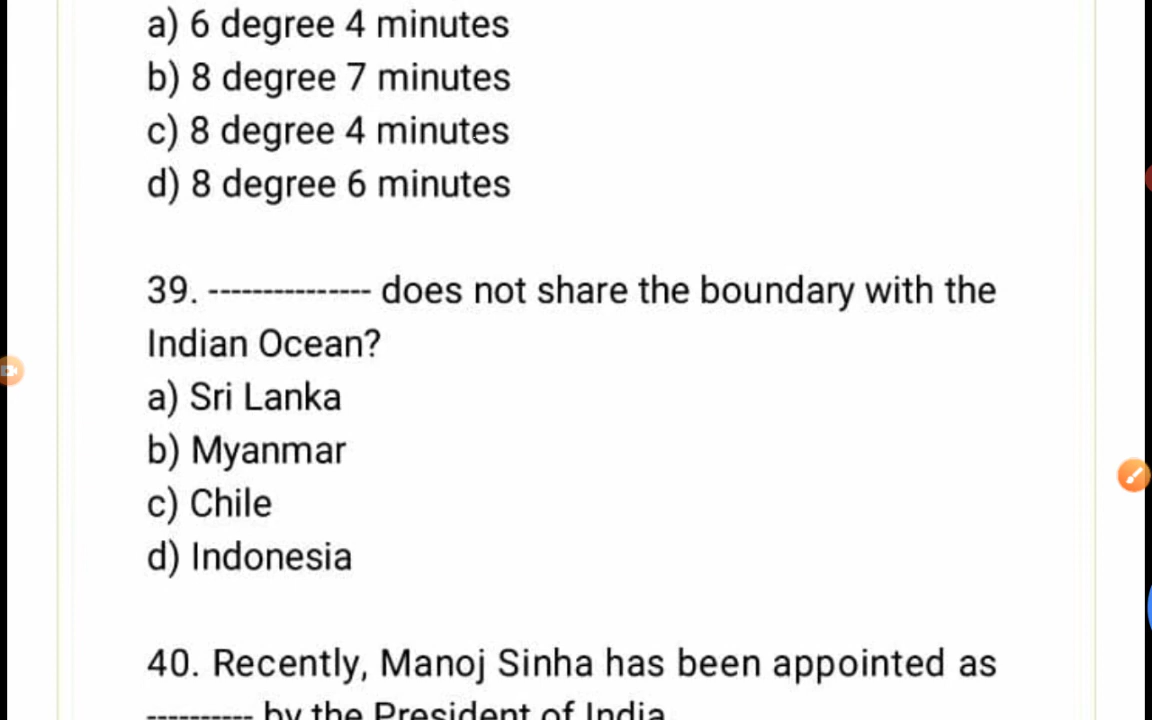 a) 6 degree 4 minutes
b) 8 degree 7 minutes
c) 8 degree 4 minutes
d) 8 degree 6 minutes
39. --------------- does not share the boundary with the
Indian Ocean?
a) Sri Lanka
b) Myanmar
c) Chile
d) Indonesia
40. Recently, Manoj Sinha has been appointed as
---------- by the President of India